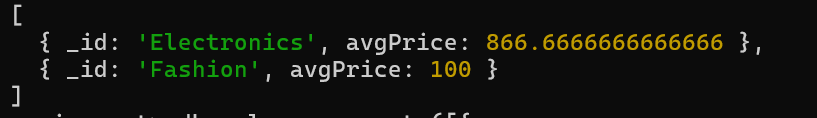 [
  { _id: 'Electronics', avgPrice: 866.6666666666666 },
  { _id: 'Fashion', avgPrice: 100 }
]